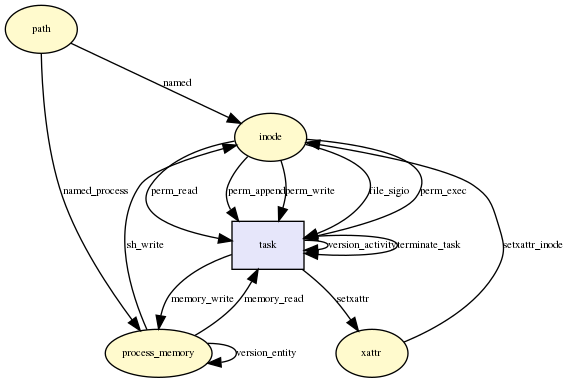 path
named
inode
named_process
perm_read
perm_append
perm_write
file_sigio
perm_exec
sh_write
task
version_activity
terminate_task
setxattr_inode
memory_write
memory_read
setxattr
process_memory
version_entity
xattr